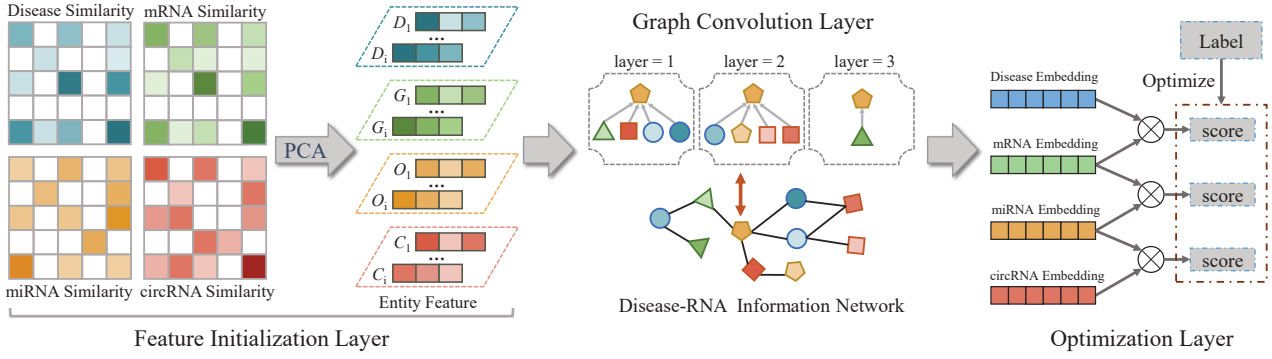 Disease Similarity
mRNA Similarity
miRNA Similarity
circRNA Similarity
PCA
D1
...
Di
G1
...
Gi
O1
...
Oi
C1
...
Ci
Entity Feature
Feature Initialization Layer
Graph Convolution Layer
layer = 1
layer = 2
layer = 3
Disease-RNA Information Network
Label
Optimize
Disease Embedding
score
mRNA Embedding
score
miRNA Embedding
score
circRNA Embedding
Optimization Layer